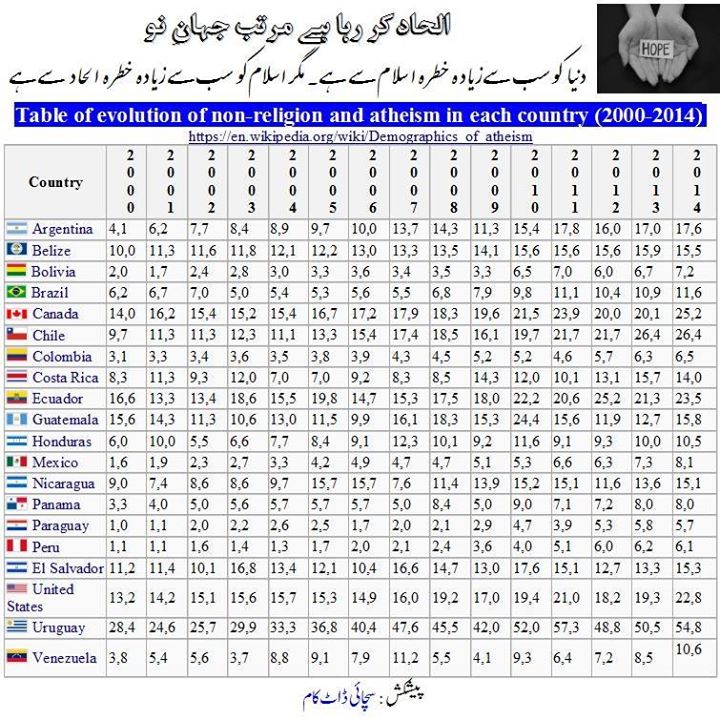 الحاد کر رہا ہے مرتب جہانِ نو
HOPE
دنیا کو سب سے زیادہ خطرہ اسلام سے ہے۔ مگر اسلام کو سب سے زیادہ خطرہ الحاد سے ہے
Table of evolution of non-religion and atheism in each country (2000-2014)
https://en.wikipedia.org/wiki/Demographics_of_atheism
Country 2000 2001 2002 2003 2004 2005 2006 2007 2008 2009 2010 2011 2012 2013 2014
Argentina 4,1 6,2 7,7 8,4 8,9 9,7 10,0 13,7 14,3 11,3 15,4 17,8 16,0 17,0 17,6
Belize 10,0 11,3 11,6 11,8 12,1 12,2 13,0 13,3 13,5 14,1 15,6 15,6 15,6 15,9 15,5
Bolivia 2,0 1,7 2,4 2,8 3,0 3,3 3,6 3,4 3,5 3,3 6,5 7,0 6,0 6,7 7,2
Brazil 6,2 6,7 7,0 5,0 5,4 5,3 5,6 5,5 6,8 7,9 9,8 11,1 10,4 10,9 11,6
Canada 14,0 16,2 15,4 15,2 15,4 16,7 17,2 17,9 18,3 19,6 21,5 23,9 20,0 20,1 25,2
Chile 9,7 11,3 11,3 12,3 11,1 13,3 15,4 17,4 18,5 16,1 19,7 21,7 21,7 26,4 26,4
Colombia 3,1 3,3 3,4 3,6 3,5 3,8 3,9 4,3 4,5 5,2 5,2 4,6 5,7 6,3 6,5
Costa Rica 8,3 11,3 9,3 12,0 7,0 7,0 9,2 8,3 8,5 14,3 12,0 10,1 13,1 15,7 14,0
Ecuador 16,6 13,3 13,4 18,6 15,5 19,8 14,7 15,3 17,5 18,0 22,2 20,6 25,2 21,3 23,5
Guatemala 15,6 14,3 11,3 10,6 13,0 11,5 9,9 16,1 18,3 15,3 24,4 15,6 11,9 12,7 15,8
Honduras 6,0 10,0 5,5 6,6 7,7 8,4 9,1 12,3 10,1 9,2 11,6 9,1 9,3 10,0 10,5
Mexico 1,6 1,9 2,3 2,7 3,3 4,2 4,9 4,7 4,7 5,1 5,3 6,6 6,3 7,3 8,1
Nicaragua 9,0 7,4 8,6 8,6 9,7 15,7 15,7 7,6 11,4 13,9 15,2 15,1 11,6 13,6 15,1
Panama 3,3 4,0 5,0 5,6 5,7 5,7 5,7 5,0 8,4 5,0 9,0 7,1 7,2 8,0 8,0
Paraguay 1,0 1,1 2,0 2,2 2,6 2,5 1,7 2,0 2,1 2,9 4,7 3,9 5,3 5,8 5,7
Peru 1,1 1,1 1,6 1,4 1,3 1,7 2,0 2,1 2,4 3,6 4,0 5,1 6,0 6,2 6,1
El Salvador 11,2 11,4 10,1 16,8 13,4 12,1 10,4 16,6 14,7 13,0 17,6 15,1 12,7 13,3 15,3
United States 13,2 14,2 15,1 15,6 15,7 15,3 14,9 16,0 19,2 17,0 19,4 21,0 18,2 19,3 22,8
Uruguay 28,4 24,6 25,7 29,9 33,3 36,8 40,4 47,6 45,5 42,0 52,0 57,3 48,8 50,5 54,8
Venezuela 3,8 5,4 5,6 3,7 8,8 9,1 7,9 11,2 5,5 4,1 9,3 6,4 7,2 8,5 10,6
پیشکش : سچائی ڈاٹ کام